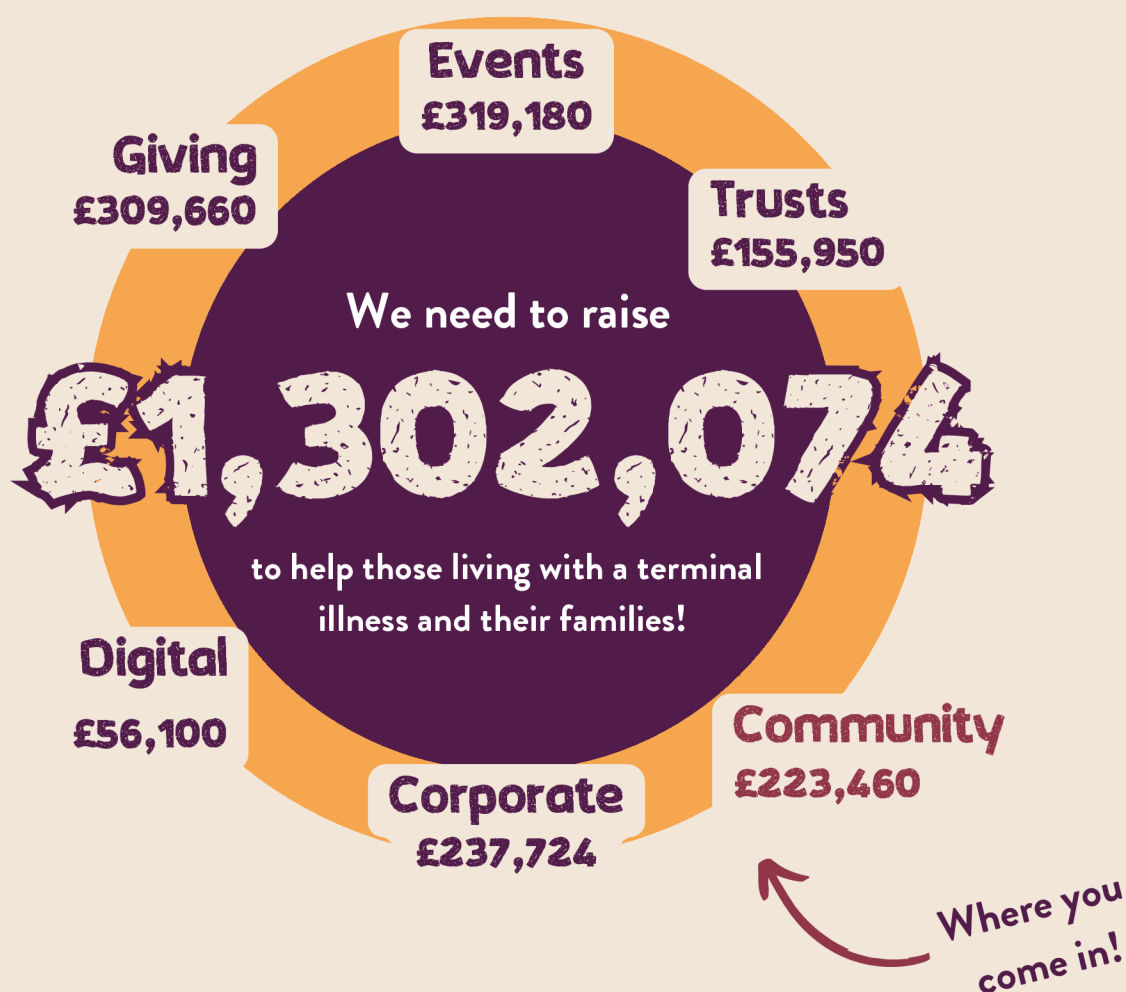 Events
£319,180
Giving
£309,660
Trusts
£155,950
We need to raise
£1,302,074
to help those living with a terminal
illness and their families!
Digital
£56,100
Community
£223,460
Corporate
£237,724
Where you
come in!